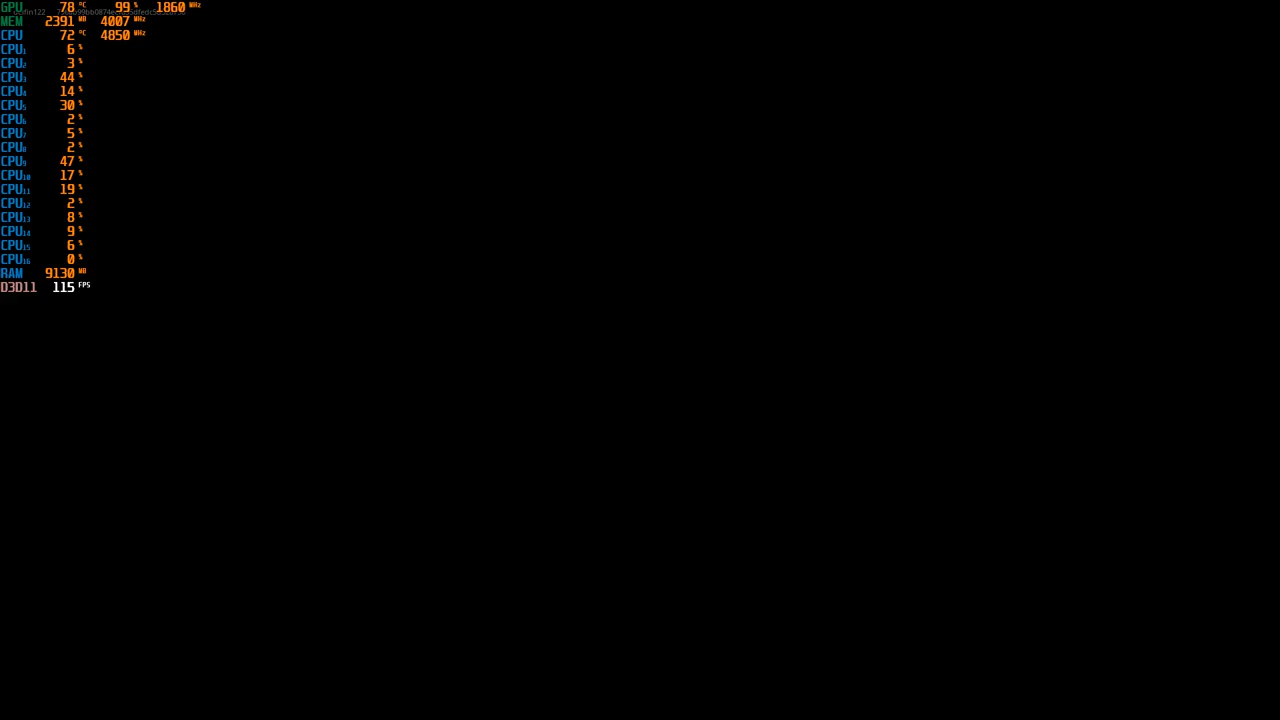 GPU 78 °C 99 % 1860 MHz
MEM 2391 MB 4007 MHz
CPU 72 °C 4850 MHz
CPU1 6 %
CPU2 3 %
CPU3 44 %
CPU4 14 %
CPU5 30 %
CPU6 2 %
CPU7 5 %
CPU8 2 %
CPU9 47 %
CPU10 17 %
CPU11 19 %
CPU12 2 %
CPU13 8 %
CPU14 9 %
CPU15 6 %
CPU16 0 %
RAM 9130 MB
D3D11 115 FPS